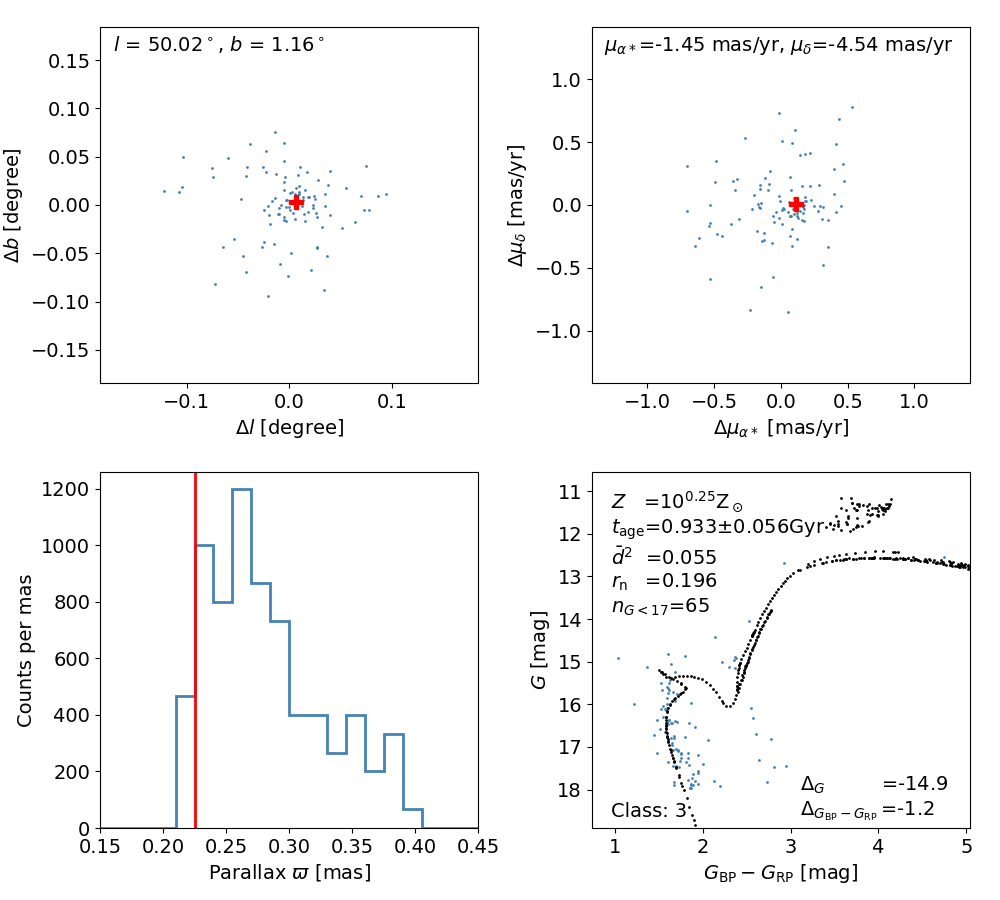 l = 50.02°, b = 1.16°
0.15
0.10
0.05
0.00
−0.05
−0.10
−0.15
Δb [degree]
−0.1
0.0
0.1
Δl [degree]
μα*=-1.45 mas/yr, μδ=-4.54 mas/yr
1.0
0.5
0.0
−0.5
−1.0
Δμδ [mas/yr]
−1.0
−0.5
0.0
0.5
1.0
Δμα* [mas/yr]
1200
1000
800
600
400
200
0
Counts per mas
0.15
0.20
0.25
0.30
0.35
0.40
0.45
Parallax ϖ [mas]
Z =10^0.25 Z⊙
t_age=0.933±0.056Gyr
d̄² =0.055
r_n =0.196
n_G<17=65
Class: 3
Δ_G =-14.9
Δ_GBP−GRP =-1.2
11
12
13
14
15
16
17
18
G [mag]
1
2
3
4
5
G_BP − G_RP [mag]